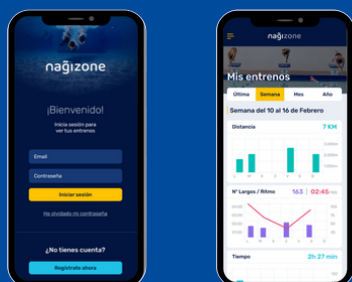 nagizone
¡Bienvenido!
Inicia sesión para
ver tus entrenos
Email
Contraseña
Iniciar sesión
He olvidado mi contraseña
¿No tienes cuenta?
Regístrate ahora
nagizone
Mis entrenos
Última Semana Mes Año
Semana del 10 al 16 de Febrero
Distancia 7 KM
Nº Largos / Ritmo 163 02:45
Tiempo 2h 27 min